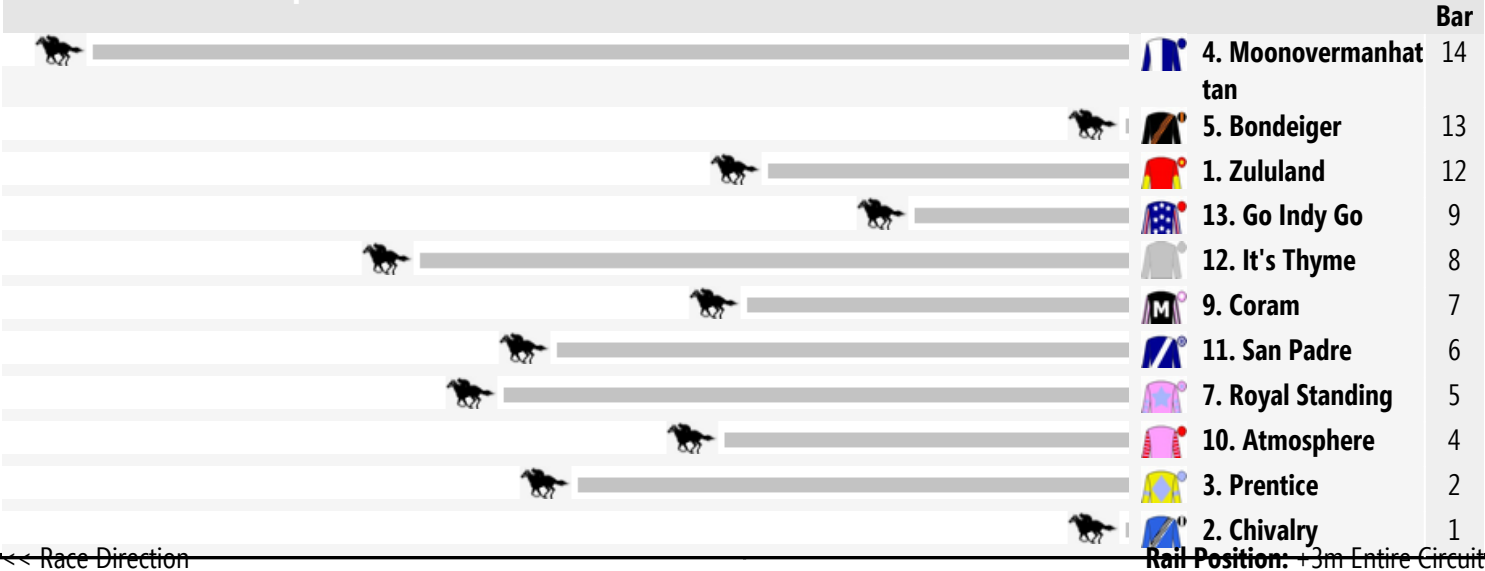 Bar
4. Moonovermanhat 14
tan
5. Bondeiger 13
1. Zululand 12
13. Go Indy Go 9
12. It's Thyme 8
M 9. Coram 7
11. San Padre 6
7. Royal Standing 5
10. Atmosphere 4
3. Prentice 2
2. Chivalry 1
<< Race Direction Rail Position: +3m Entire Circuit